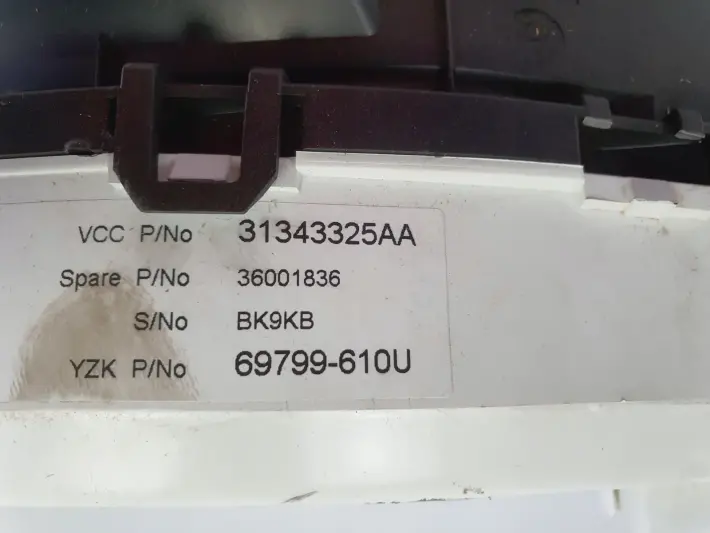 VCC P/No 31343325AA
Spare P/No 36001836
S/No BK9KB
YZK P/No 69799-610U